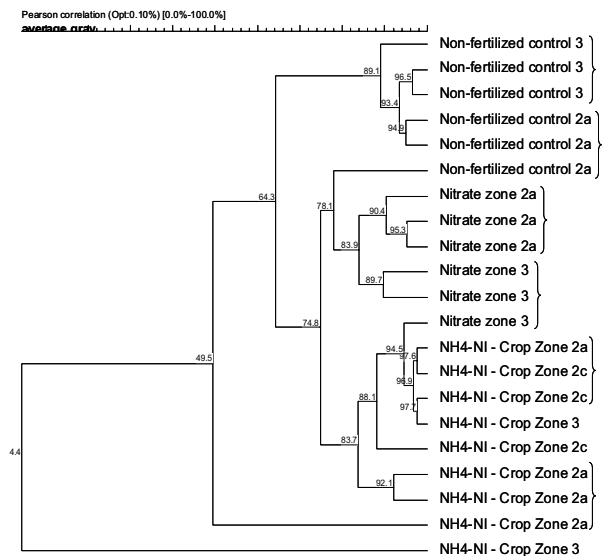 Pearson correlation (Opt:0.10%) [0.0%-100.0%]
average gray
Non-fertilized control 3
89.1
96.5
Non-fertilized control 3
Non-fertilized control 3
93.4
Non-fertilized control 2a
94.9
Non-fertilized control 2a
Non-fertilized control 2a
64.3
78.1
Nitrate zone 2a
90.4
Nitrate zone 2a
95.3
83.9
Nitrate zone 2a
Nitrate zone 3
89.7
Nitrate zone 3
74.8
Nitrate zone 3
94.5
NH4-NI - Crop Zone 2a
49.5
97.6
NH4-NI - Crop Zone 2c
96.9
NH4-NI - Crop Zone 2c
88.1
97.7
NH4-NI - Crop Zone 3
83.7
NH4-NI - Crop Zone 2c
4.4
NH4-NI - Crop Zone 2a
92.1
NH4-NI - Crop Zone 2a
NH4-NI - Crop Zone 2a
NH4-NI - Crop Zone 3